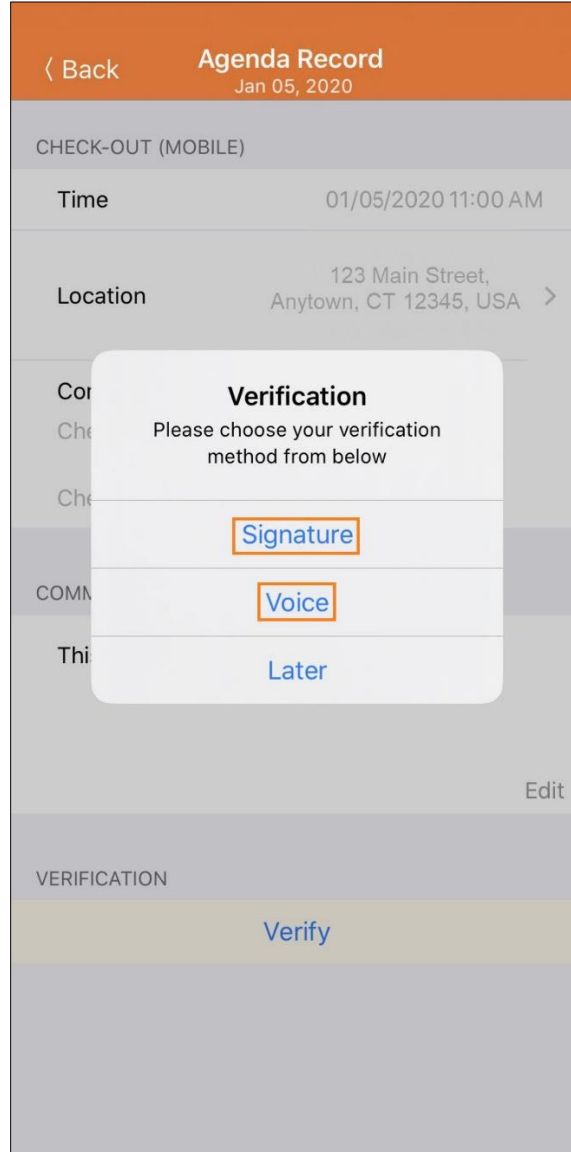 Back
Agenda Record
Jan 05, 2020
CHECK-OUT (MOBILE)
Time 01/05/2020 11:00 AM
123 Main Street,
Location Anytown, CT 12345, USA
Verification
Please choose your verification
method from below
Signature
Voice
Later
Edit
VERIFICATION
Verify